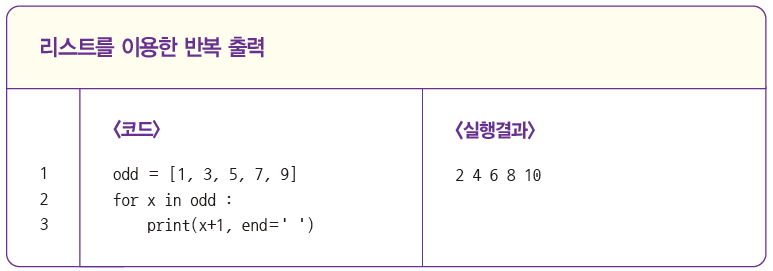 리스트를 이용한 반복 출력
<코드>
1 odd = [1, 3, 5, 7, 9]
2 for x in odd :
3 print(x+1, end=' ')
<실행결과>
2 4 6 8 10